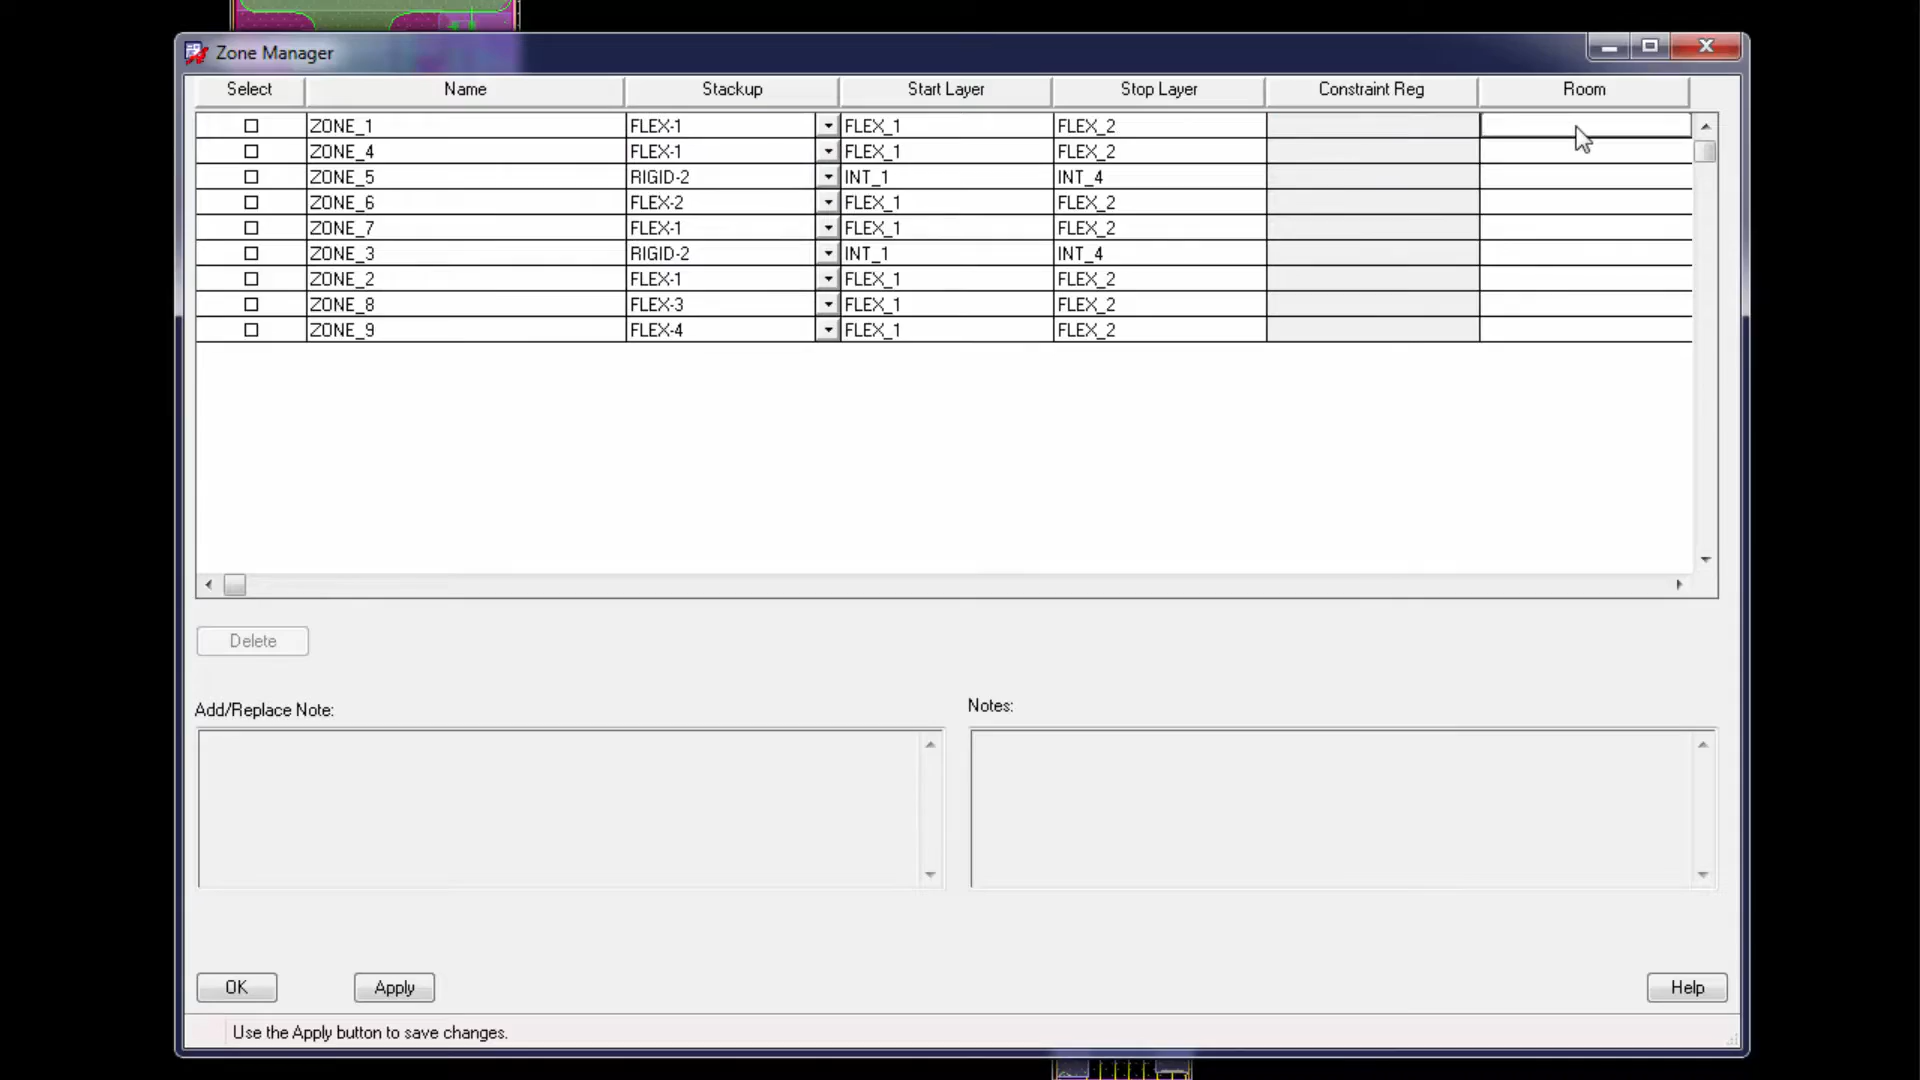 Zone Manager
Select Name Stackup Start Layer Stop Layer Constraint Reg Room
ZONE_1 FLEX-1 FLEX_1 FLEX_2
ZONE_4 FLEX-1 FLEX_1 FLEX_2
ZONE_5 RIGID-2 INT_1 INT_4
ZONE_6 FLEX-2 FLEX_1 FLEX_2
ZONE_7 FLEX-1 FLEX_1 FLEX_2
ZONE_3 RIGID-2 INT_1 INT_4
ZONE_2 FLEX-1 FLEX_1 FLEX_2
ZONE_8 FLEX-3 FLEX_1 FLEX_2
ZONE_9 FLEX-4 FLEX_1 FLEX_2
Delete
Add/Replace Note: Notes:
OK Apply Help
Use the Apply button to save changes.